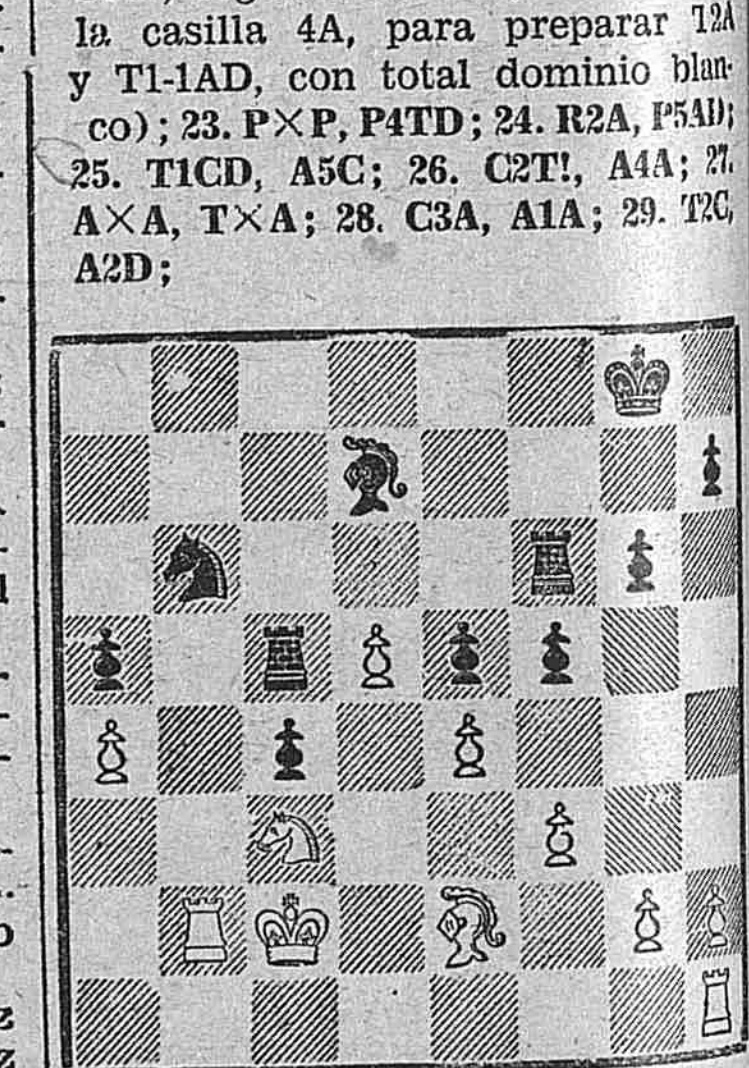 la casilla 4A, para preparar T2A
y T1-1AD, con total dominio blan-
co); 23. P×P, P4TD; 24. R2A, P5AD;
25. T1CD, A5C; 26. C2T!, A4A; 27.
A×A, T×A; 28. C3A, A1A; 29. T2C,
A2D;